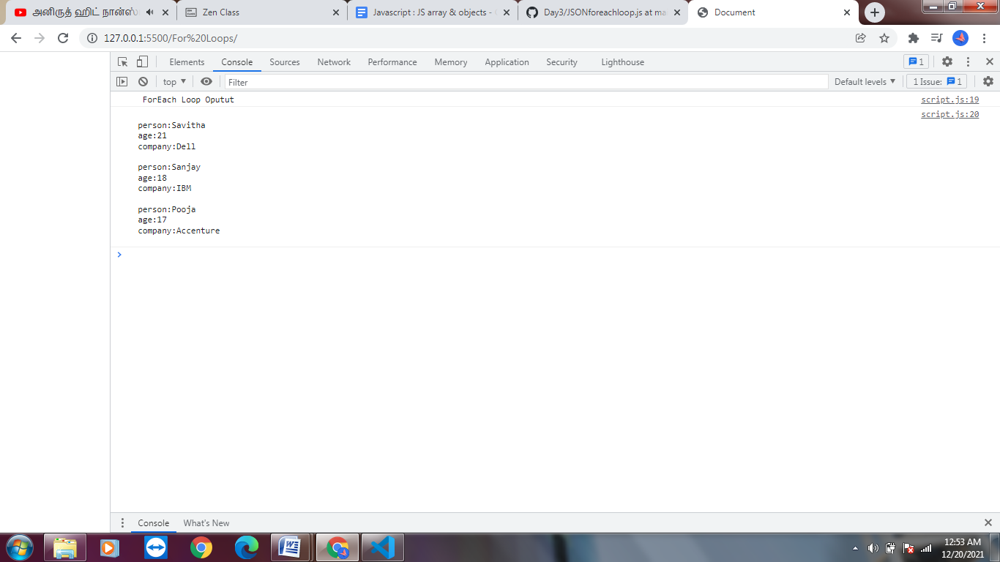 அனிருத் ஹிட் நான்ஸ்
Zen Class
Javascript : JS array & objects -
Day3/JSONforeachloop.js at ma
Document
127.0.0.1:5500/For%20Loops/
Elements
Console
Sources
Network
Performance
Memory
Application
Security
Lighthouse
1
top
Filter
Default levels
1 Issue: 1
ForEach Loop Oputut
script.js:19
script.js:20
person:Savitha
age:21
company:Dell
person:Sanjay
age:18
company:IBM
person:Pooja
age:17
company:Accenture
Console
What's New
12:53 AM
12/20/2021